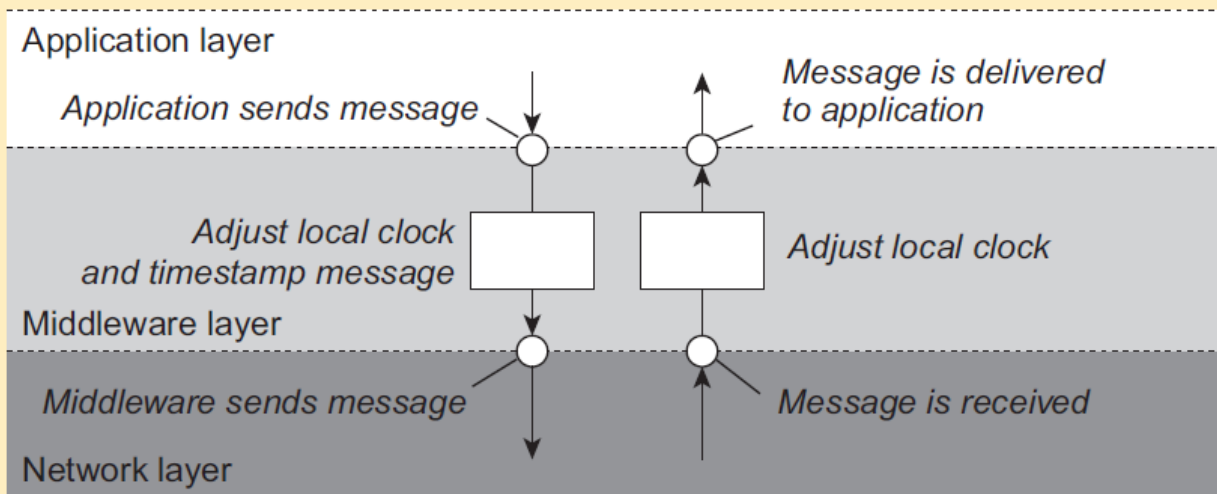 Application layer
Application sends message
Message is delivered
to application
Adjust local clock
and timestamp message
Adjust local clock
Middleware layer
Middleware sends message
Message is received
Network layer